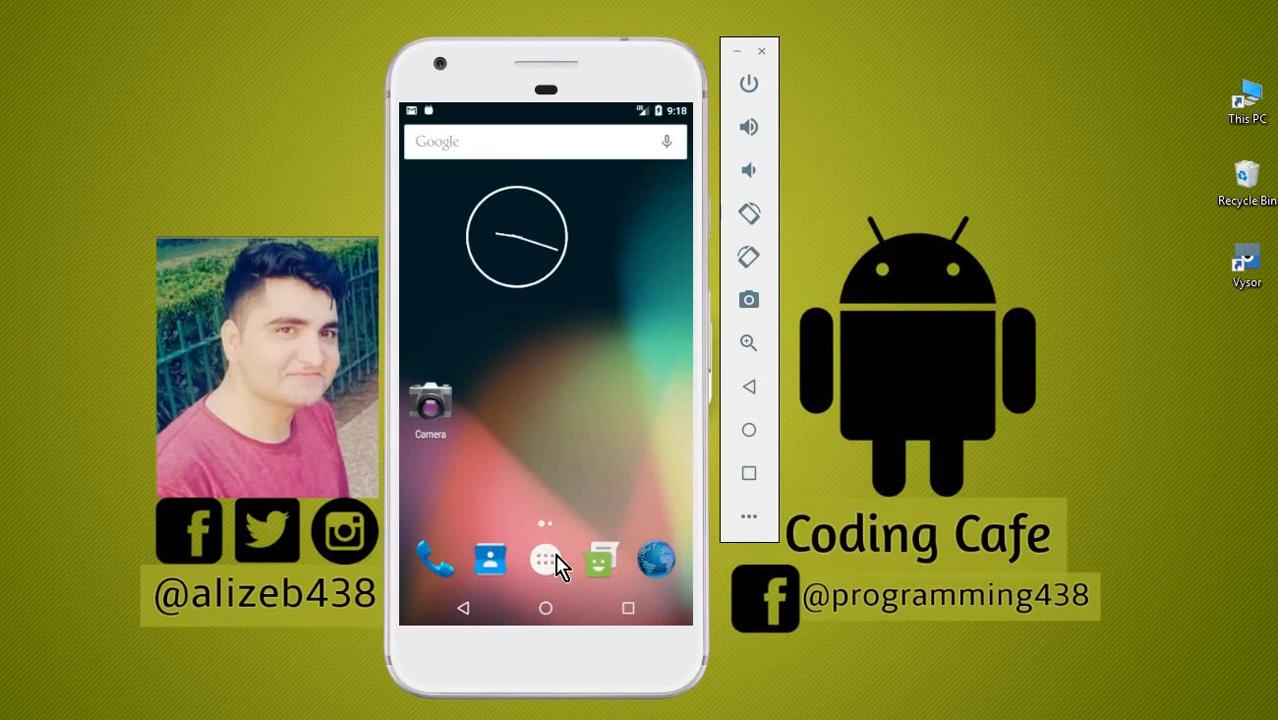 9:18
Google
Camera
@alizeb438
Coding Cafe
@programming438
This PC
Recycle Bin
Vysor